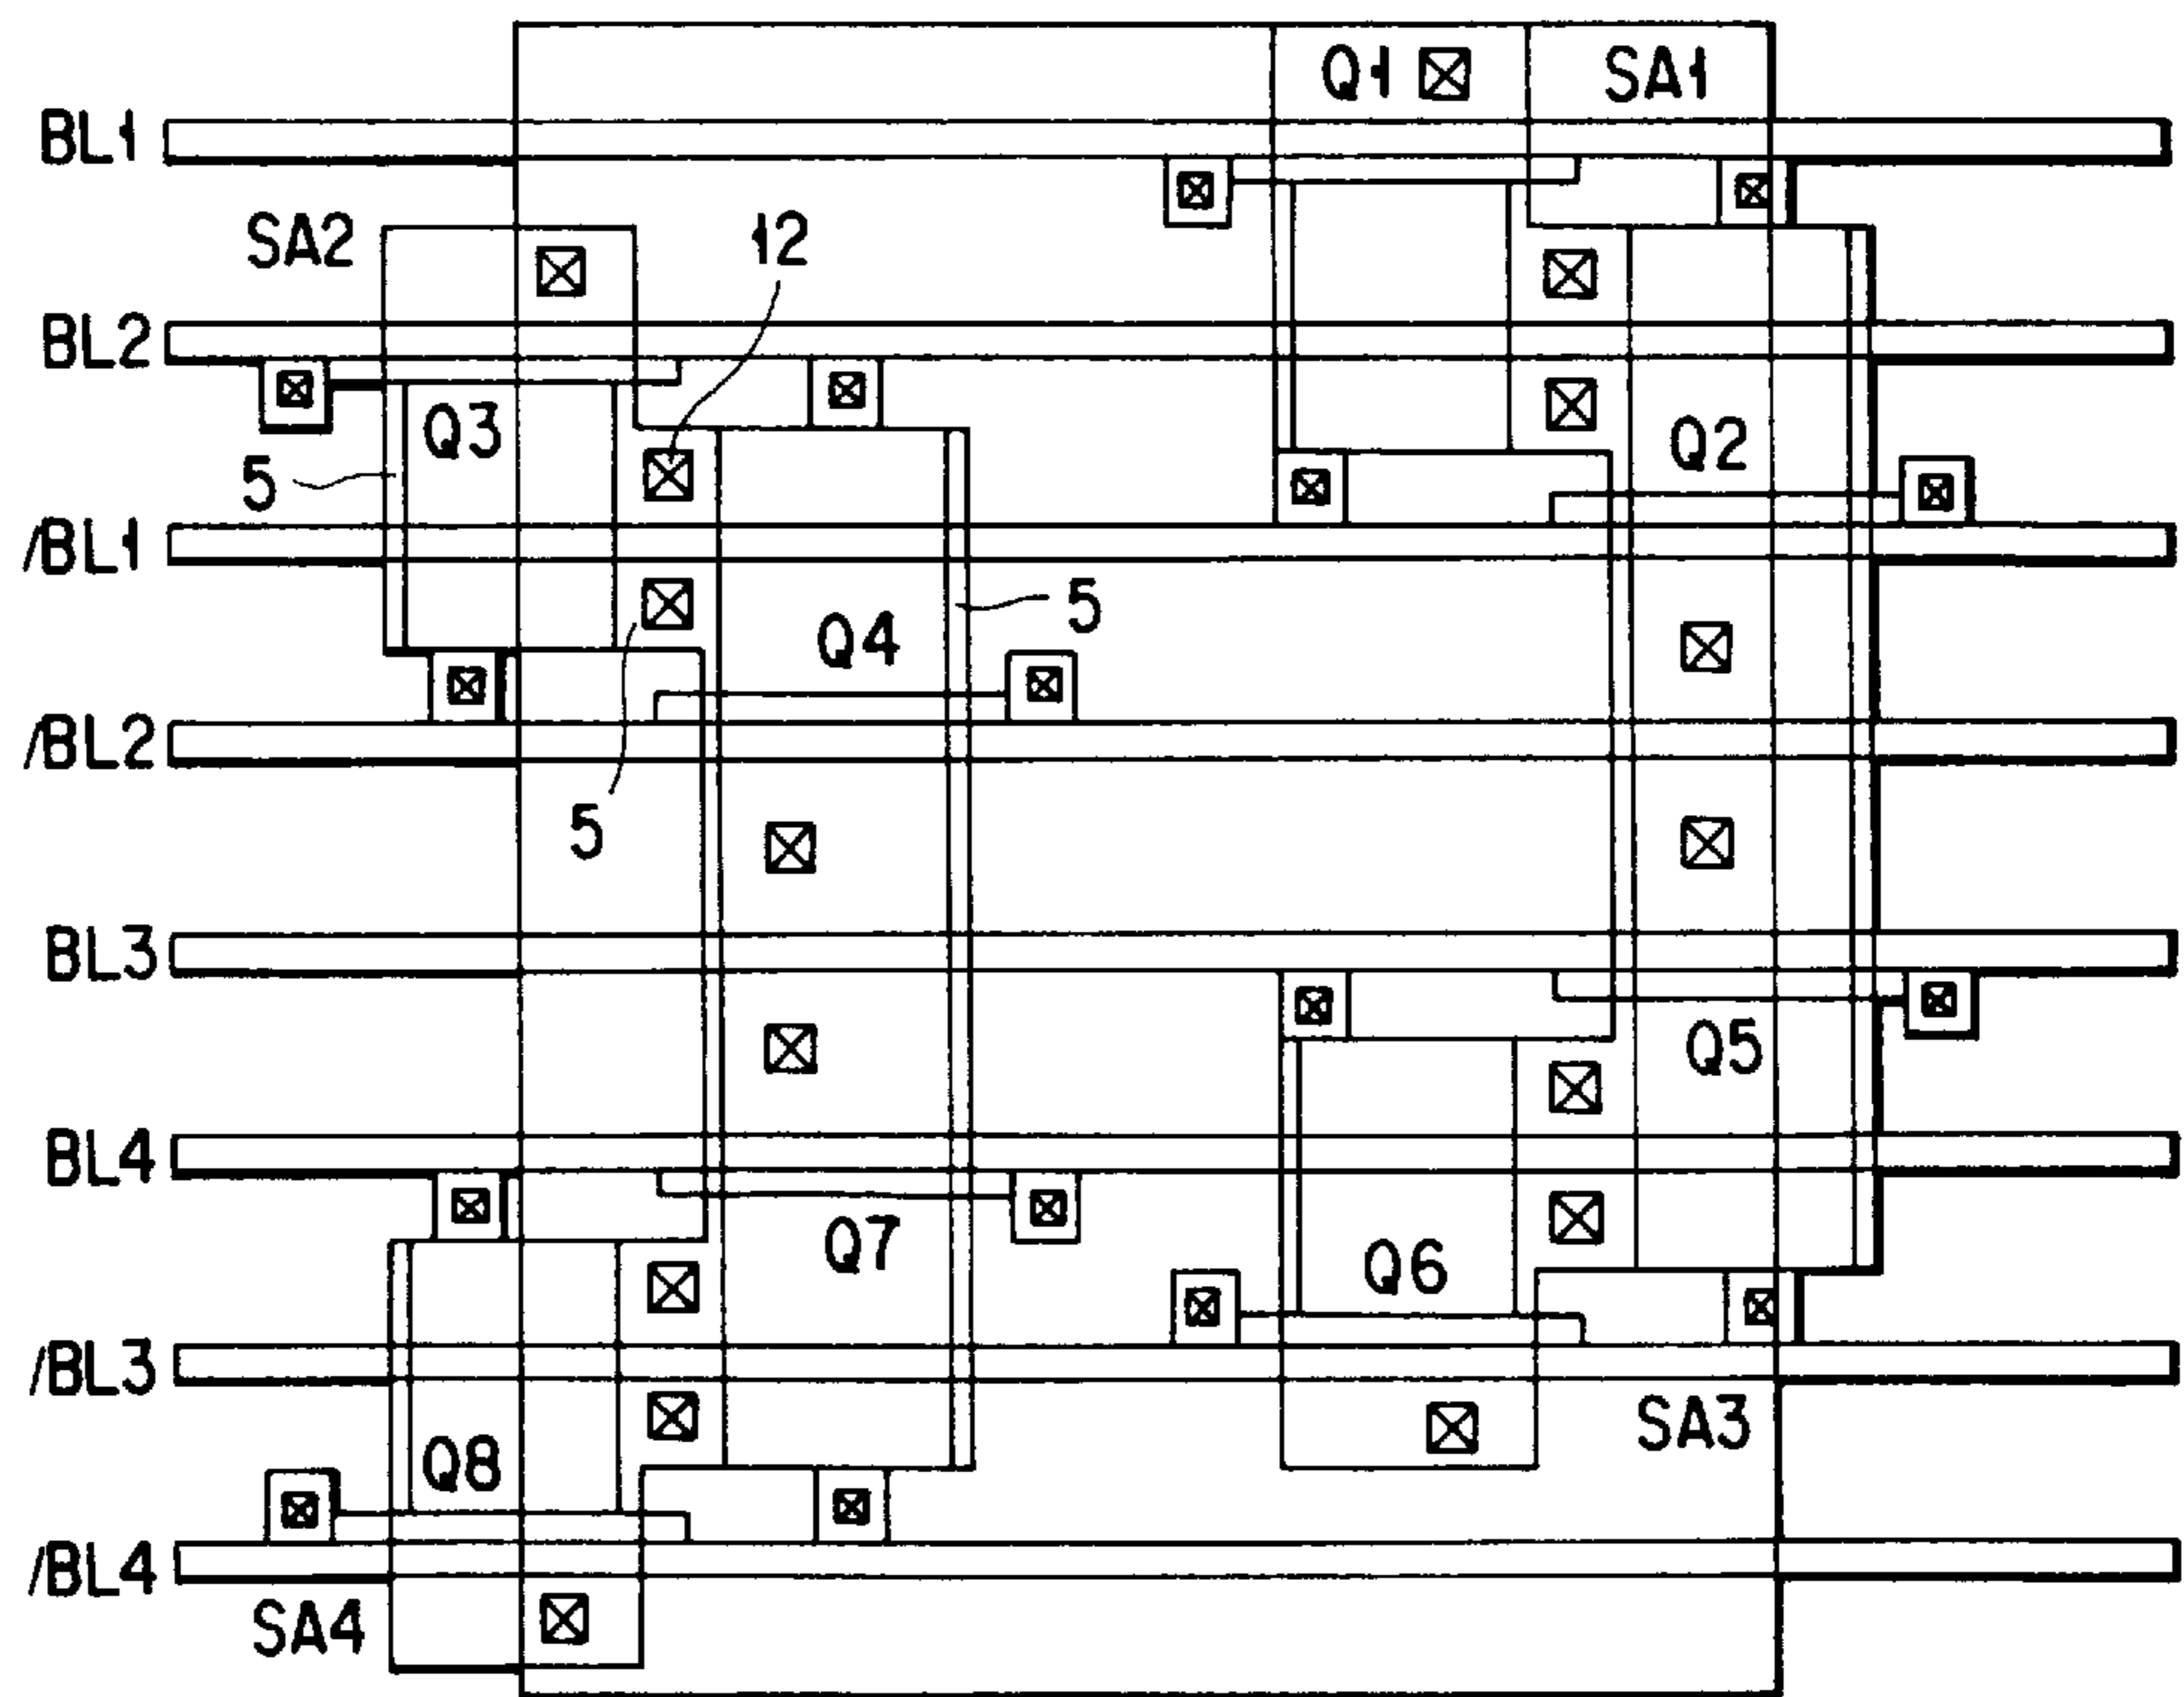 Q1 SA1
BL1
SA2 12
BL2
Q3 Q2
5
/BL1
5
Q4
/BL2
5
BL3
Q5
BL4
Q7 Q6
/BL3
SA3
Q8
/BL4
SA4